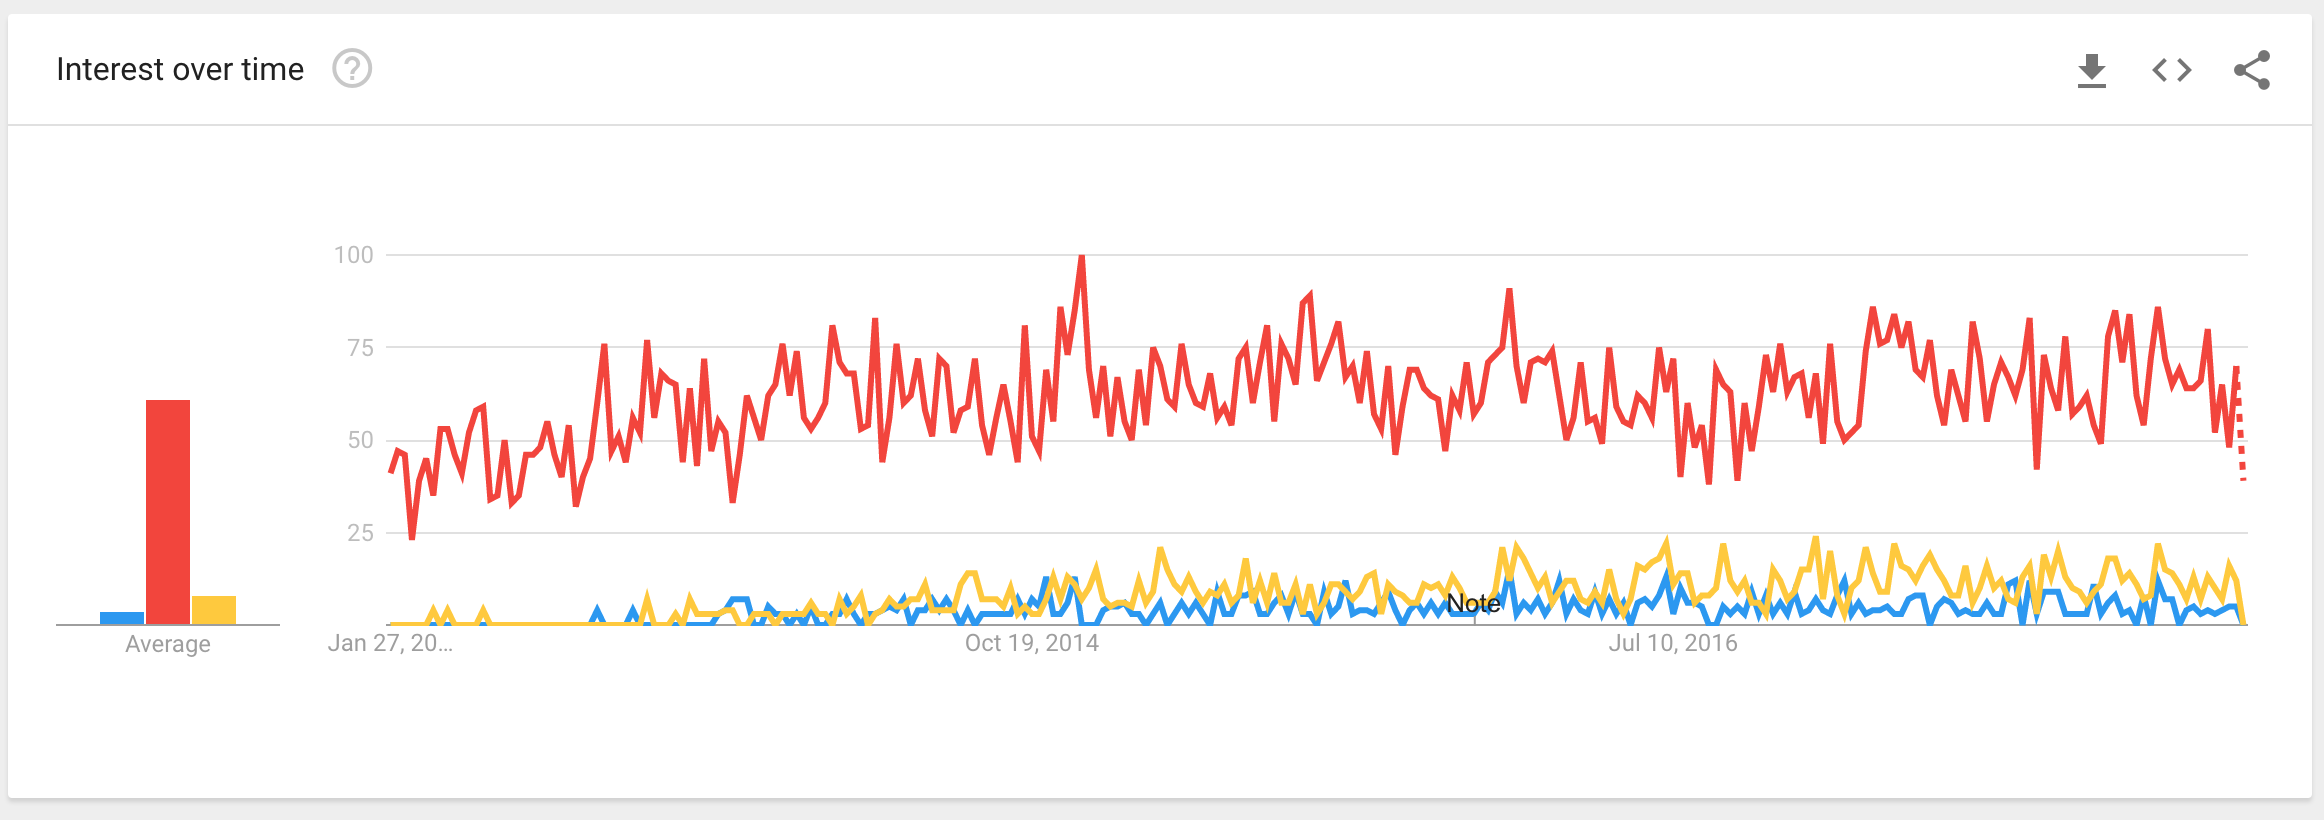 Interest over time
100
75
50
25
Note
Average
Jan 27, 20...
Oct 19, 2014
Jul 10, 2016